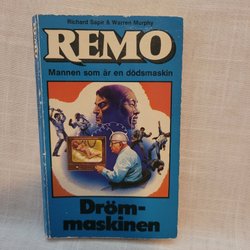 Richard Sapir & Warren Murphy
REMO
Mannen som är en dödsmaskin
Dröm-
maskinen